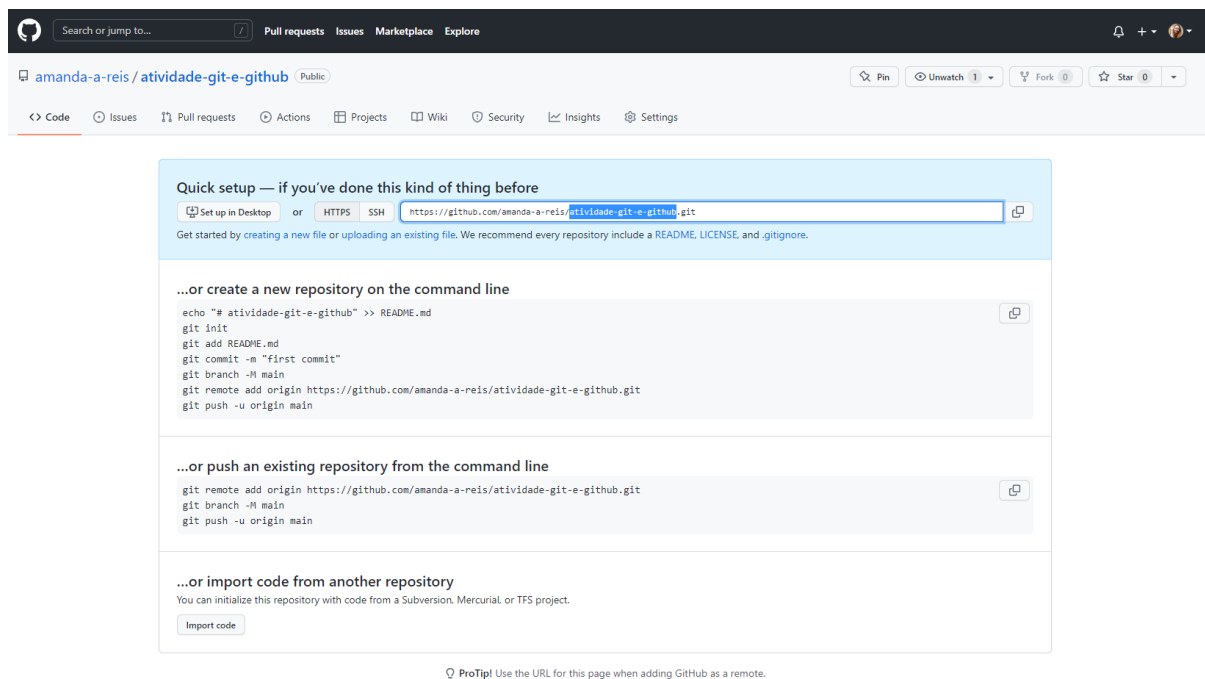 Search or jump to... / Pull requests Issues Marketplace Explore
amanda-a-reis / atividade-git-e-github Public Pin Unwatch 1 Fork 0 Star 0
<> Code Issues Pull requests Actions Projects Wiki Security Insights Settings
Quick setup — if you've done this kind of thing before
Set up in Desktop or HTTPS SSH https://github.com/amanda-a-reis/atividade-git-e-github.git
Get started by creating a new file or uploading an existing file. We recommend every repository include a README, LICENSE, and .gitignore.
...or create a new repository on the command line
echo "# atividade-git-e-github" >> README.md
git init
git add README.md
git commit -m "first commit"
git branch -M main
git remote add origin https://github.com/amanda-a-reis/atividade-git-e-github.git
git push -u origin main
...or push an existing repository from the command line
git remote add origin https://github.com/amanda-a-reis/atividade-git-e-github.git
git branch -M main
git push -u origin main
...or import code from another repository
You can initialize this repository with code from a Subversion, Mercurial, or TFS project.
Import code
ProTip! Use the URL for this page when adding GitHub as a remote.